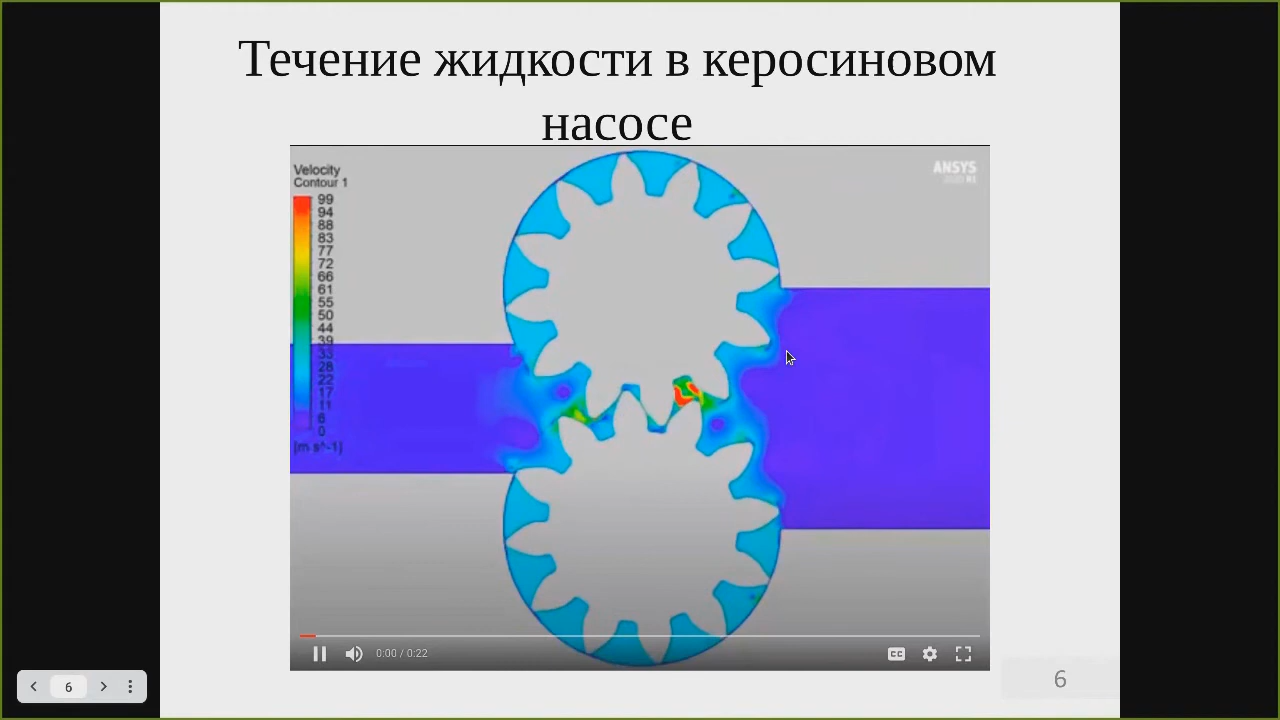 Течение жидкости в керосиновом
насосе
Velocity
Contour 1
ANSYS
99
94
88
83
77
72
66
61
55
50
44
39
33
28
22
17
11
6
0
[m s^-1]
0:00 / 0:22
CC
6
6